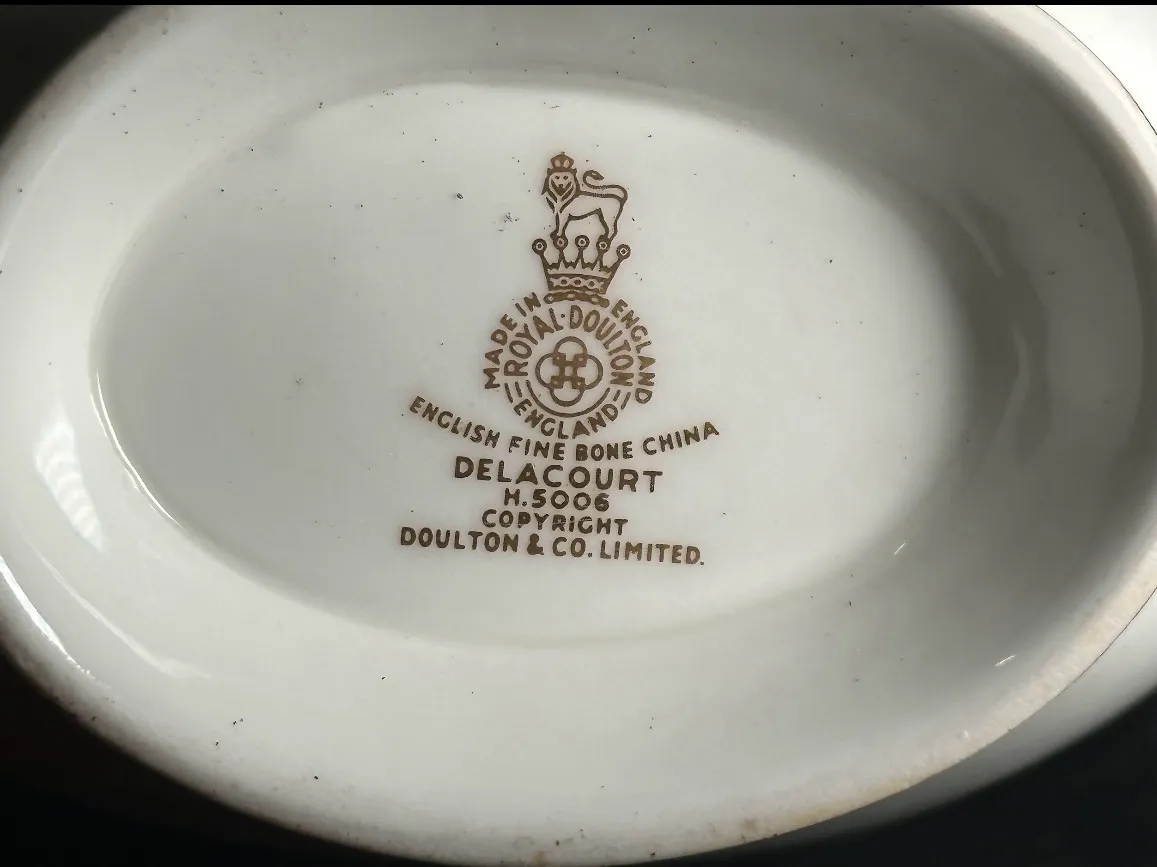 MADE IN ENGLAND
ROYAL·DOULTON
ENGLAND
ENGLISH FINE BONE CHINA
DELACOURT
H.5006
COPYRIGHT
DOULTON & CO. LIMITED.